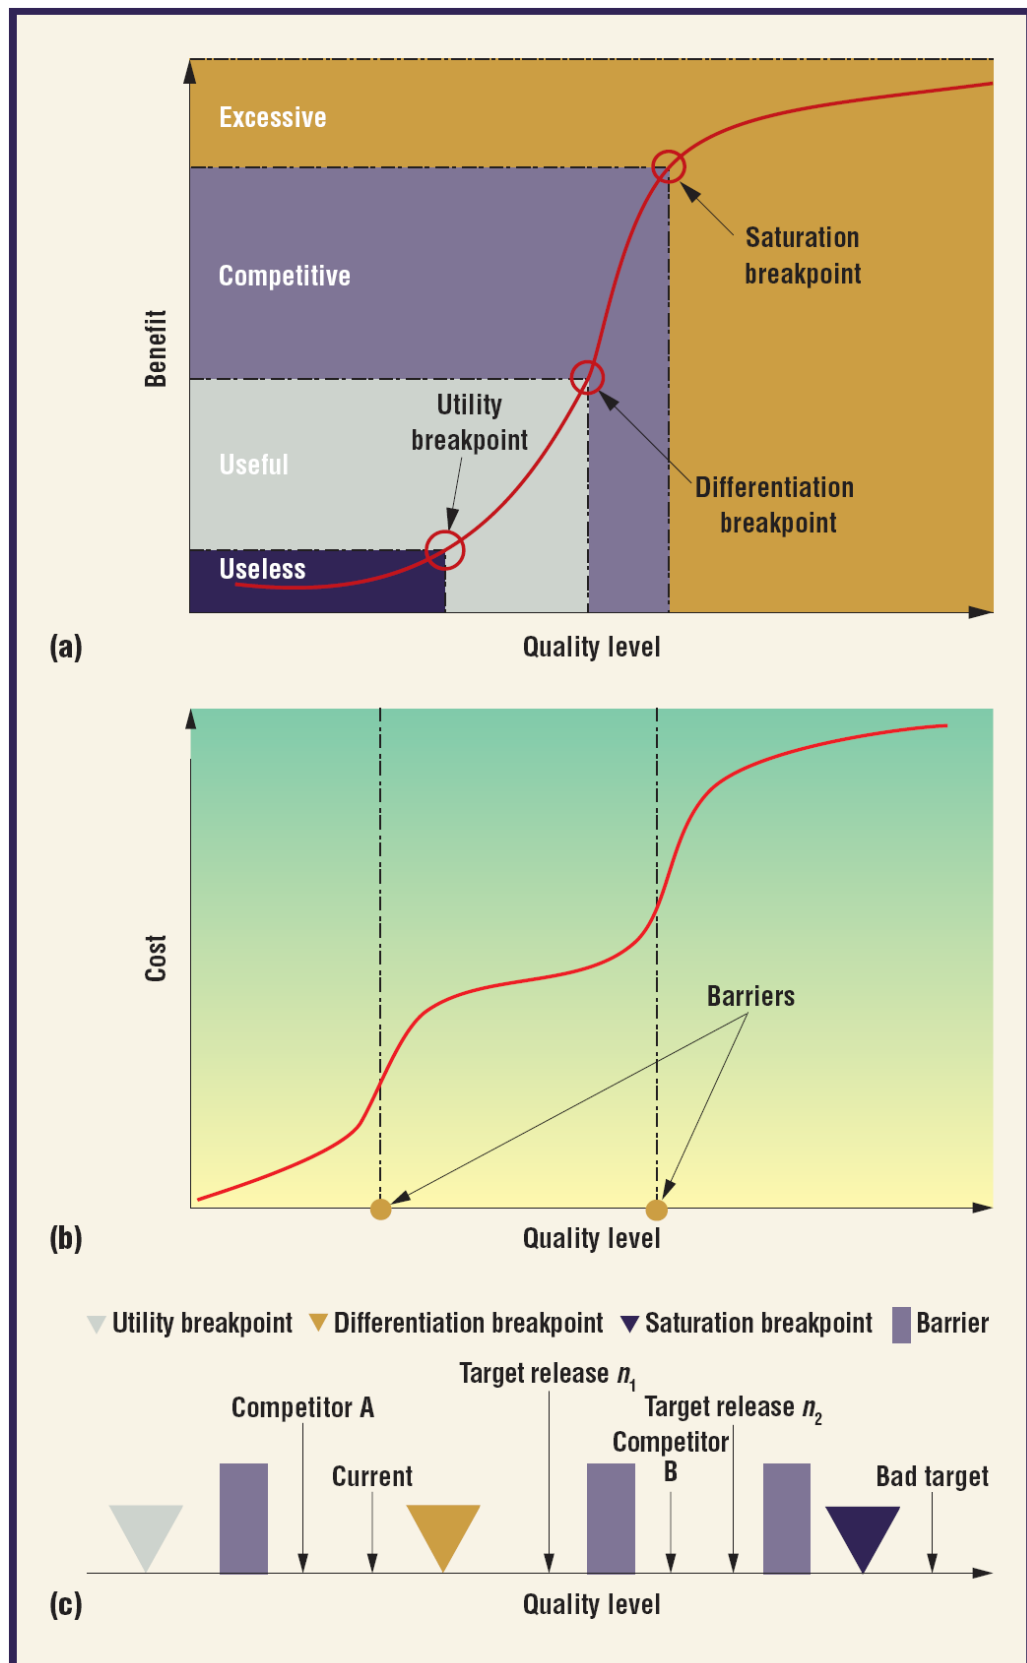 Excessive
Saturation
breakpoint
Competitive
Benefit
Utility
breakpoint
Useful
Differentiation
breakpoint
Useless
(a)
Quality level
Cost
Barriers
(b)
Quality level
Utility breakpoint Differentiation breakpoint Saturation breakpoint Barrier
Target release n1
Competitor A
Target release n2
Competitor
B
Current
Bad target
(c)
Quality level